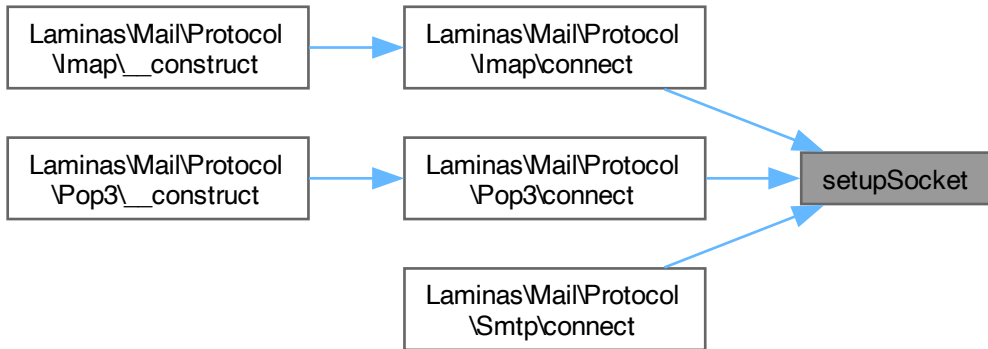 Laminas\Mail\Protocol
\Imap\__construct
Laminas\Mail\Protocol
\Imap\connect
Laminas\Mail\Protocol
\Pop3\__construct
Laminas\Mail\Protocol
\Pop3\connect
setupSocket
Laminas\Mail\Protocol
\Smtp\connect